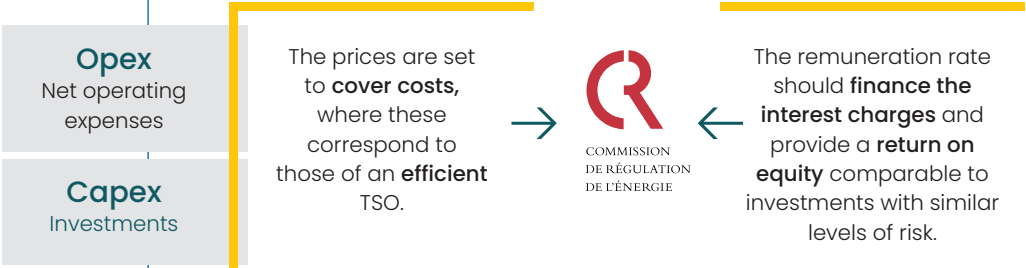 Opex
Net operating
expenses
Capex
Investments
The prices are set
to cover costs,
where these
correspond to
those of an efficient
TSO.
CR
COMMISSION
DE RÉGULATION
DE L'ÉNERGIE
The remuneration rate
should finance the
interest charges and
provide a return on
equity comparable to
investments with similar
levels of risk.